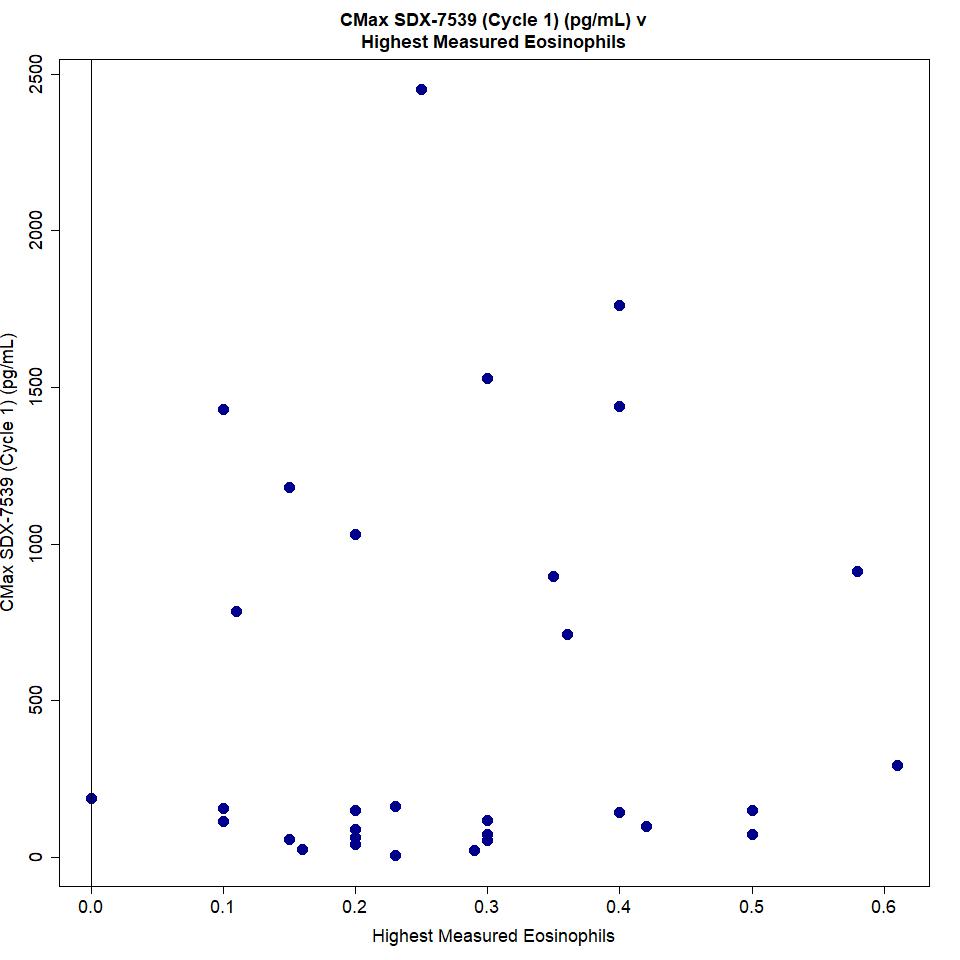 CMax SDX-7539 (Cycle 1) (pg/mL) v
Highest Measured Eosinophils
2500
2000
1500
1000
500
0
CMax SDX-7539 (Cycle 1) (pg/mL)
0.0 0.1 0.2 0.3 0.4 0.5 0.6
Highest Measured Eosinophils